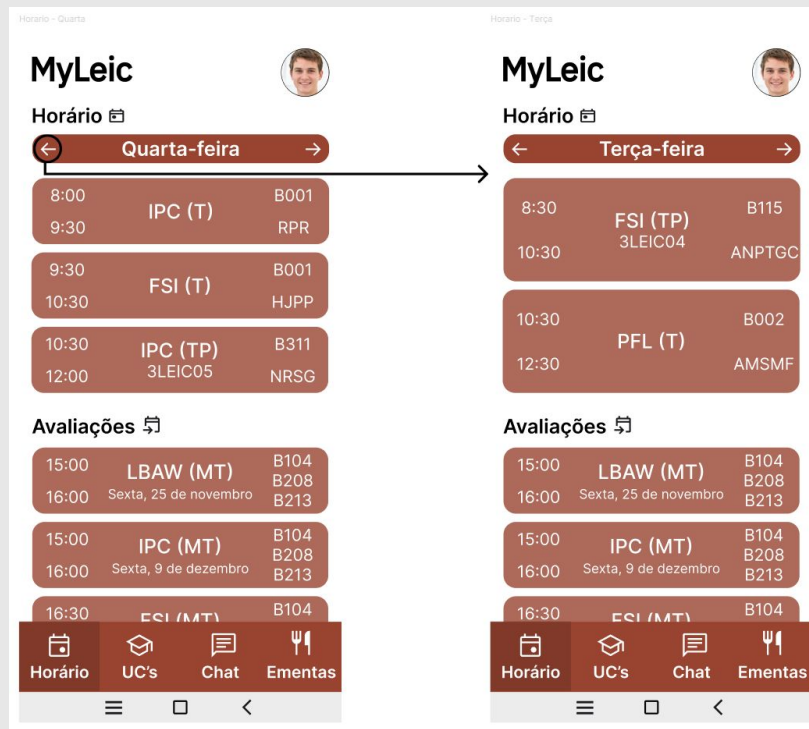 Horario - Quarta
MyLeic
Horário
Quarta-feira
8:00 IPC (T) B001
9:30 RPR
9:30 FSI (T) B001
10:30 HJPP
10:30 IPC (TP) B311
12:00 3LEIC05 NRSG
Avaliações
15:00 LBAW (MT) B104
B208
16:00 Sexta, 25 de novembro B213
15:00 IPC (MT) B104
B208
16:00 Sexta, 9 de dezembro B213
16:30 FSI (MT) B104
Horário UC's Chat Ementas
Horario - Terça
MyLeic
Horário
Terça-feira
8:30 FSI (TP) B115
10:30 3LEIC04 ANPTGC
10:30 PFL (T) B002
12:30 AMSMF
Avaliações
15:00 LBAW (MT) B104
B208
16:00 Sexta, 25 de novembro B213
15:00 IPC (MT) B104
B208
16:00 Sexta, 9 de dezembro B213
16:30 FSI (MT) B104
Horário UC's Chat Ementas